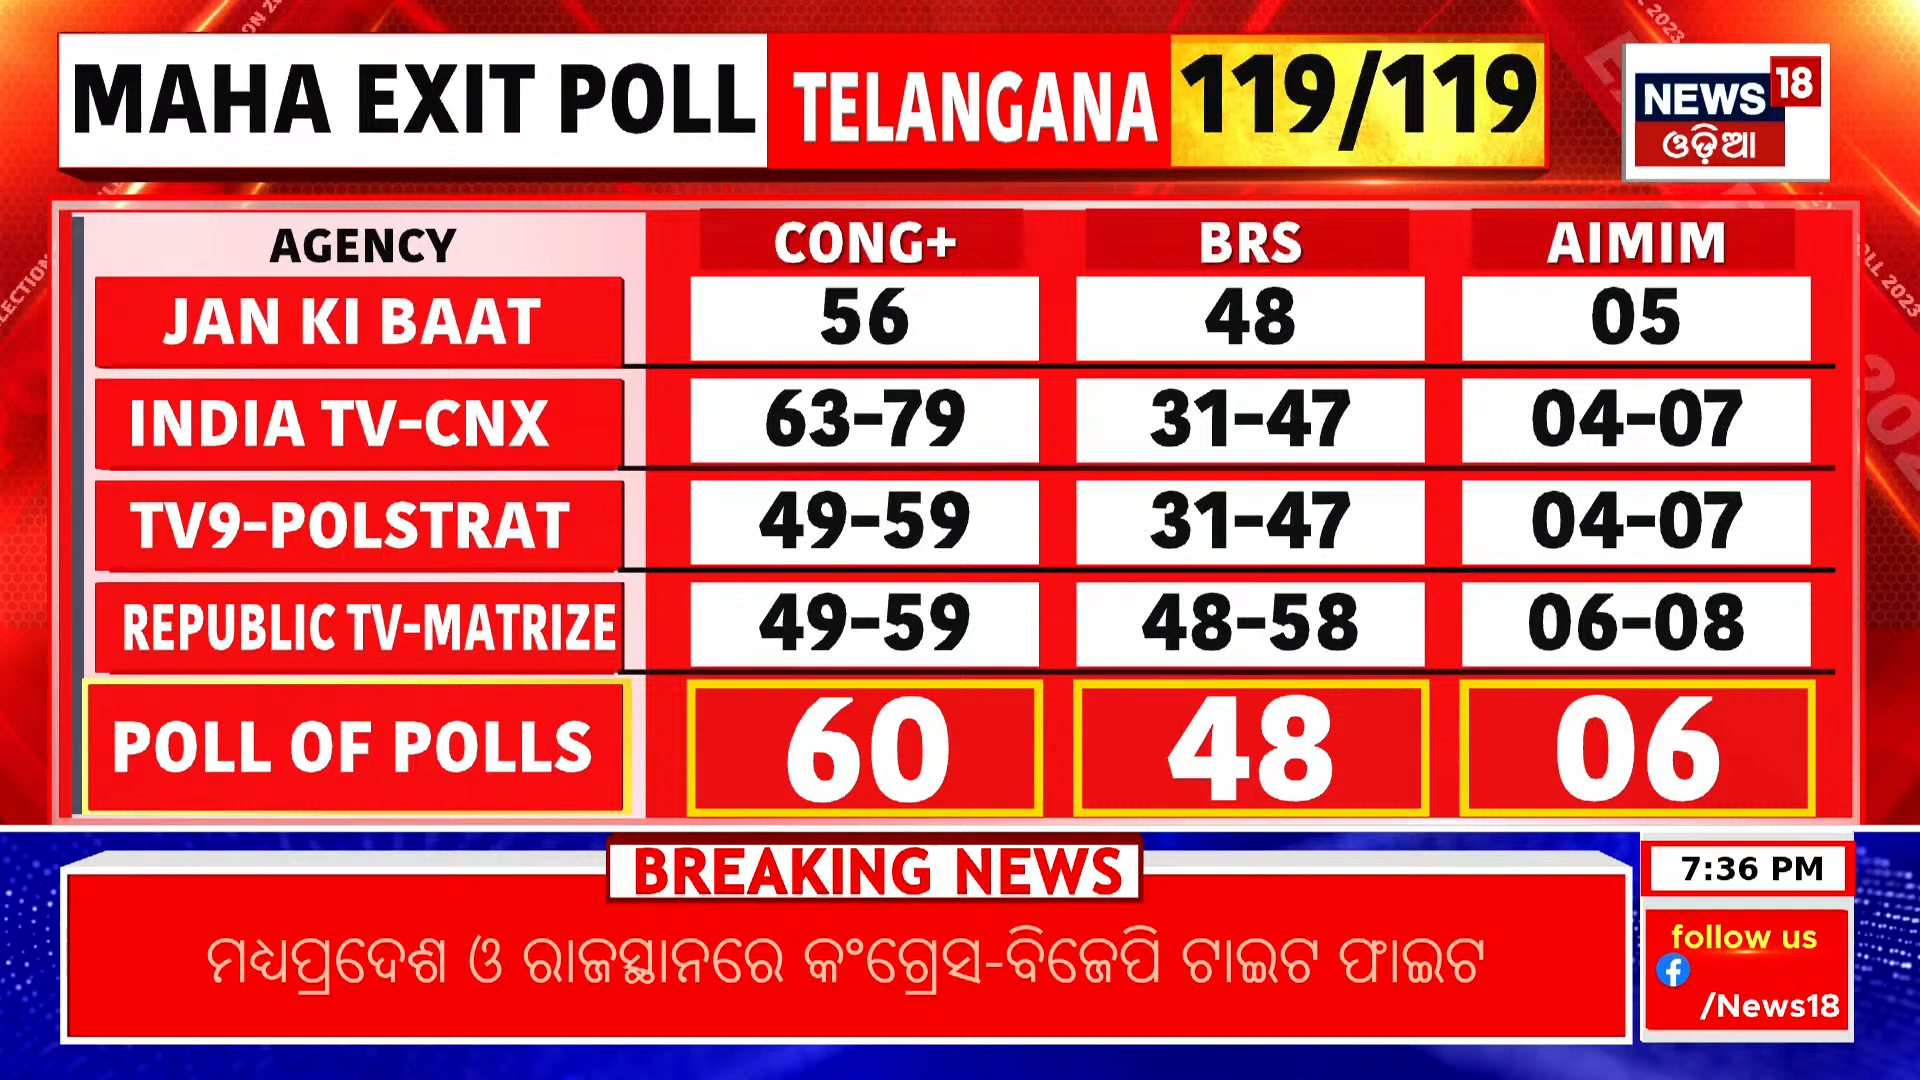 MAHA EXIT POLL TELANGANA 119/119
NEWS 18
ଓଡ଼ିଆ
AGENCY CONG+ BRS AIMIM
JAN KI BAAT 56 48 05
INDIA TV-CNX 63-79 31-47 04-07
TV9-POLSTRAT 49-59 31-47 04-07
REPUBLIC TV-MATRIZE 49-59 48-58 06-08
POLL OF POLLS 60 48 06
BREAKING NEWS
ମଧ୍ୟପ୍ରଦେଶ ଓ ରାଜସ୍ଥାନରେ କଂଗ୍ରେସ-ବିଜେପି ଟାଇଟ ଫାଇଟ
7:36 PM
follow us
/News18